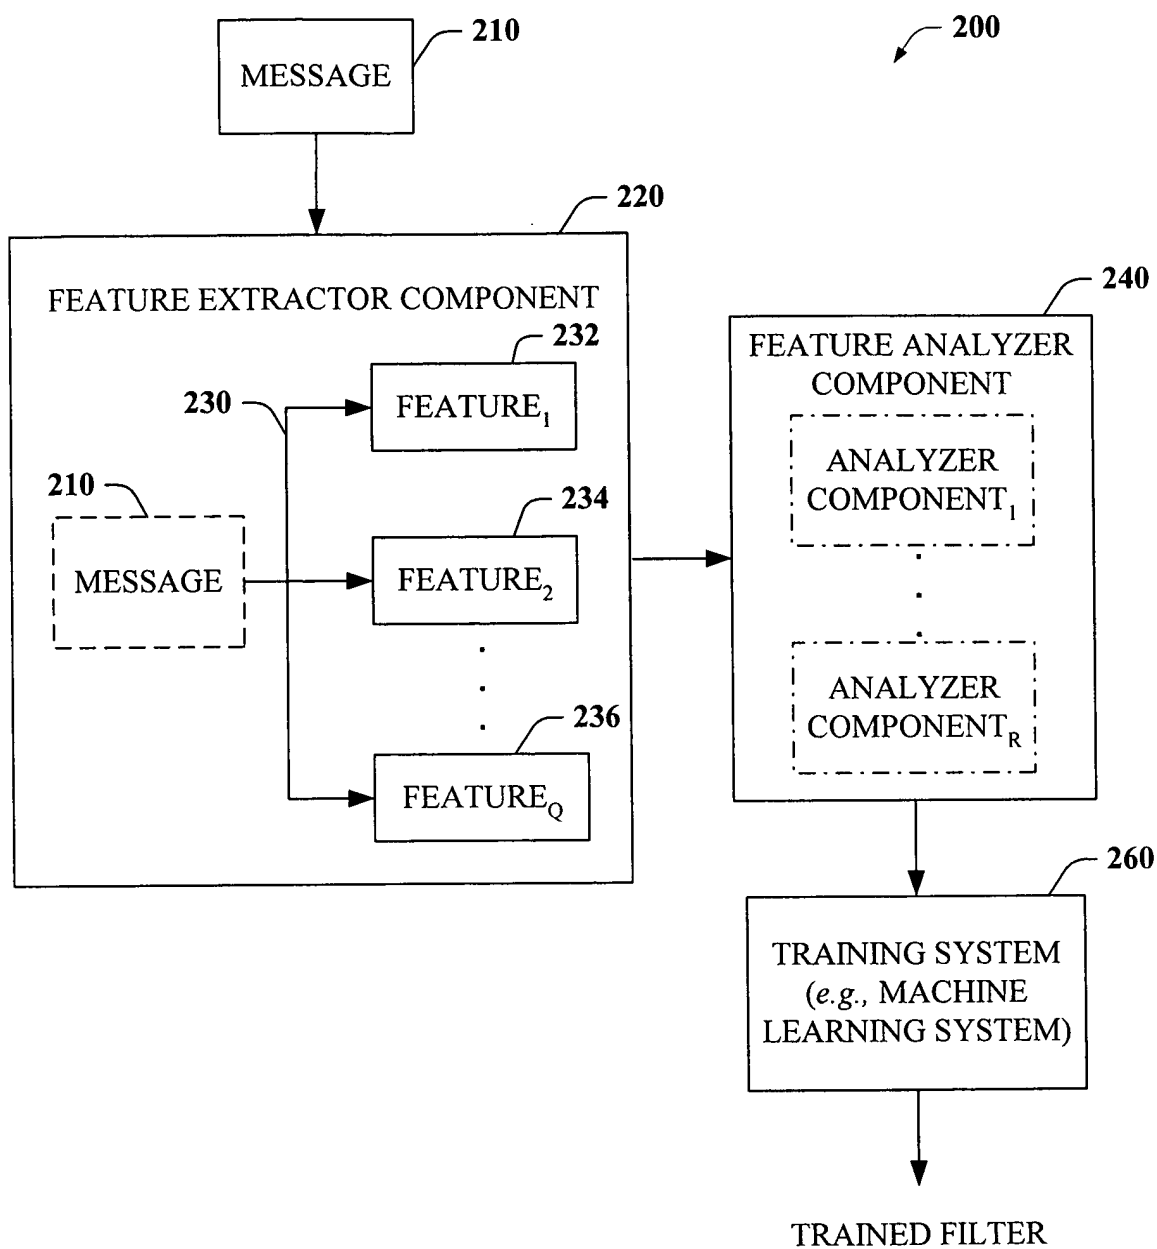 210
200
MESSAGE
220
FEATURE EXTRACTOR COMPONENT
232
230
FEATURE1
210
234
MESSAGE
FEATURE2
236
FEATUREQ
240
FEATURE ANALYZER
COMPONENT
ANALYZER
COMPONENT1
ANALYZER
COMPONENTR
260
TRAINING SYSTEM
(e.g., MACHINE
LEARNING SYSTEM)
TRAINED FILTER